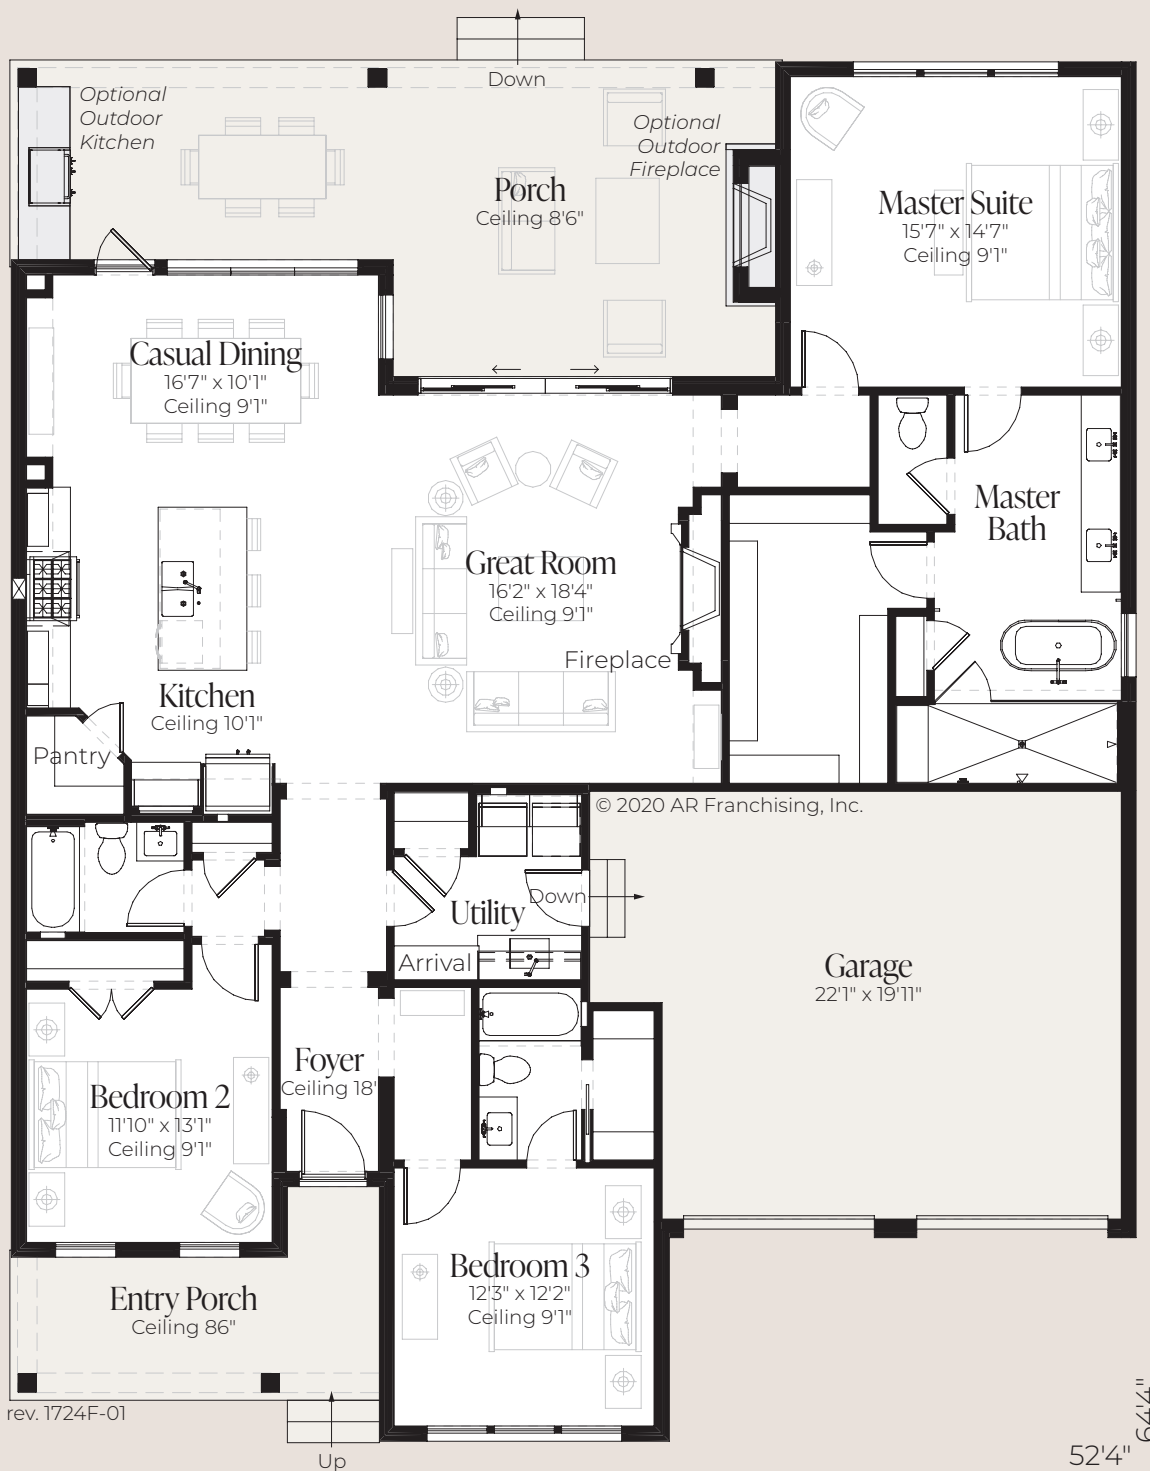 Down
Optional
Outdoor
Kitchen
Optional
Outdoor
Fireplace
Porch
Ceiling 8'6"
Master Suite
15'7" x 14'7"
Ceiling 9'1"
Casual Dining
16'7" x 10'1"
Ceiling 9'1"
Master
Bath
Great Room
16'2" x 18'4"
Ceiling 9'1"
Fireplace
Kitchen
Ceiling 10'1"
Pantry
© 2020 AR Franchising, Inc.
Down
Utility
Arrival
Garage
22'1" x 19'11"
Foyer
Ceiling 18'
Bedroom 2
11'10" x 13'1"
Ceiling 9'1"
Bedroom 3
12'3" x 12'2"
Ceiling 9'1"
Entry Porch
Ceiling 86"
rev. 1724F-01
Up
52'4"
64'4"